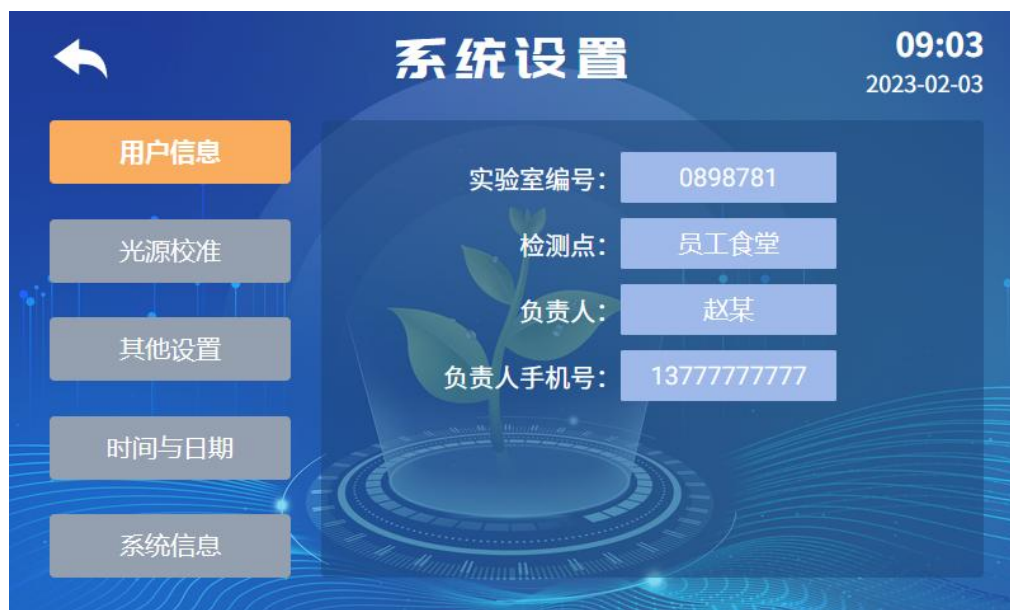 系统设置
09:03
2023-02-03
用户信息
光源校准
其他设置
时间与日期
系统信息
实验室编号： 0898781
检测点： 员工食堂
负责人： 赵某
负责人手机号： 13777777777